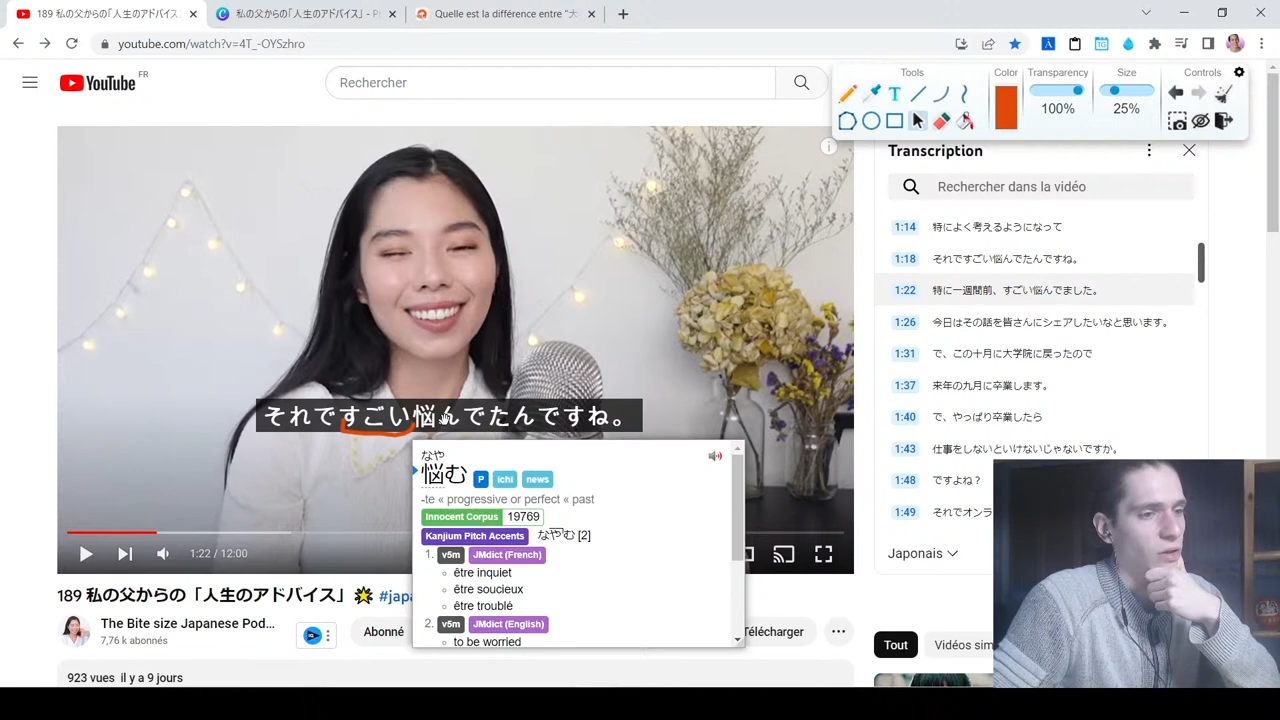 189 私の父からの「人生のアドバイス」
私の父からの「人生のアドバイス」 - P
Quelle est la différence entre "大
youtube.com/watch?v=4T_-OYSzhro
YouTube FR
Rechercher
Tools
Color
Transparency
Size
Controls
100%
25%
Transcription
Rechercher dans la vidéo
1:14 特によく考えるようになって
1:18 それですごい悩んでたんですね。
1:22 特に一週間前、すごい悩んでました。
1:26 今日はその話を皆さんにシェアしたいなと思います。
1:31 で、この十月に大学院に戻ったので
1:37 来年の九月に卒業します。
1:40 で、やっぱり卒業したら
1:43 仕事をしないといけないじゃないですか。
1:48 ですよね？
1:49 それでオンラ
Japonais
それですごい悩んでたんですね。
なや
悩む P ichi news
-te « progressive or perfect « past
Innocent Corpus 19769
Kanjium Pitch Accents なやむ [2]
1. v5m JMdict (French)
être inquiet
être soucieux
être troublé
2. v5m JMdict (English)
to be worried
1:22 / 12:00
189 私の父からの「人生のアドバイス」 🌟 #japa
The Bite size Japanese Pod...
7,76 k abonnés
Abonné
Télécharger
Tout
Vidéos sim
923 vues il y a 9 jours